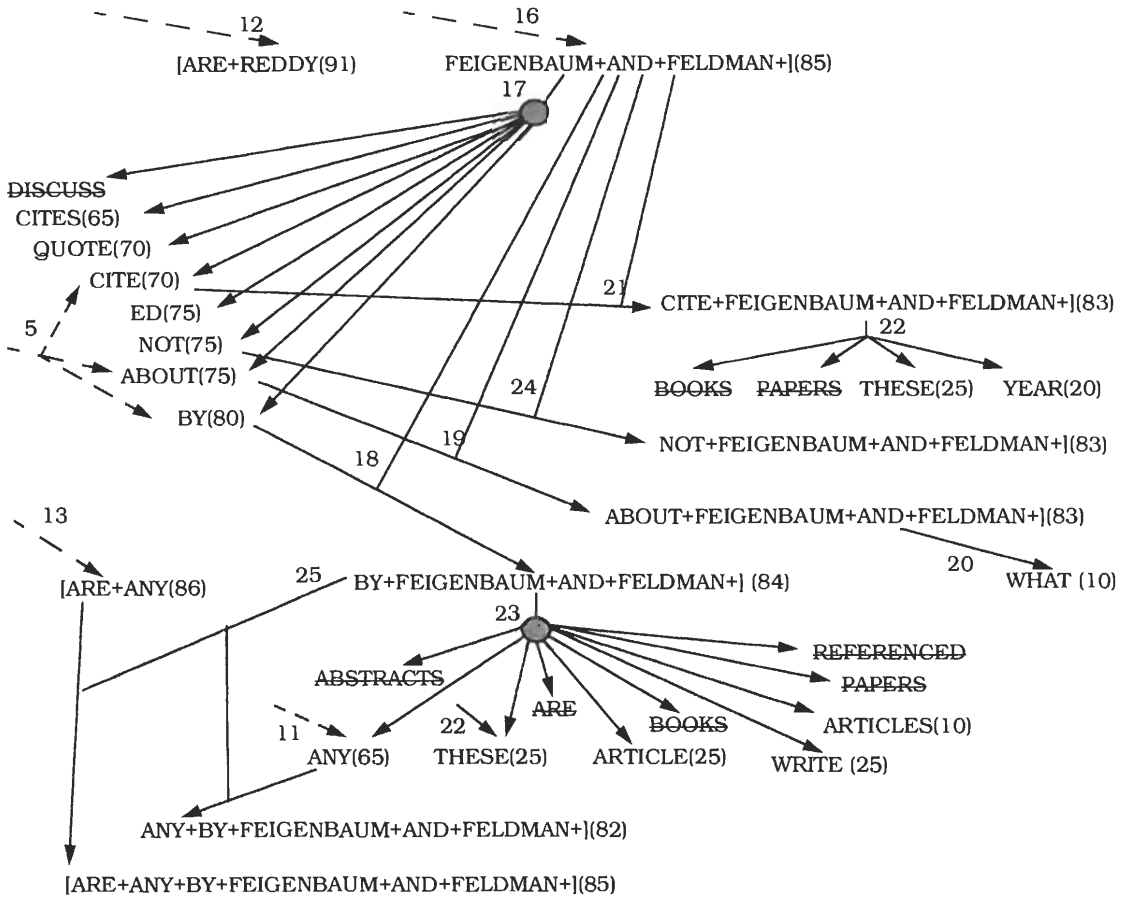 12
16
[ARE+REDDY(91)
FEIGENBAUM+AND+FELDMAN+](85)
17
DISCUSS
CITES(65)
QUOTE(70)
CITE(70)
21
CITE+FEIGENBAUM+AND+FELDMAN+](83)
ED(75)
5
22
NOT(75)
ABOUT(75)
BOOKS PAPERS THESE(25) YEAR(20)
24
BY(80)
19
NOT+FEIGENBAUM+AND+FELDMAN+](83)
18
13
ABOUT+FEIGENBAUM+AND+FELDMAN+](83)
20
WHAT (10)
[ARE+ANY(86)
25
BY+FEIGENBAUM+AND+FELDMAN+] (84)
23
REFERENCED
ABSTRACTS
PAPERS
ARE
BOOKS
ARTICLES(10)
11
22
ANY(65)
THESE(25)
ARTICLE(25)
WRITE (25)
ANY+BY+FEIGENBAUM+AND+FELDMAN+](82)
[ARE+ANY+BY+FEIGENBAUM+AND+FELDMAN+](85)